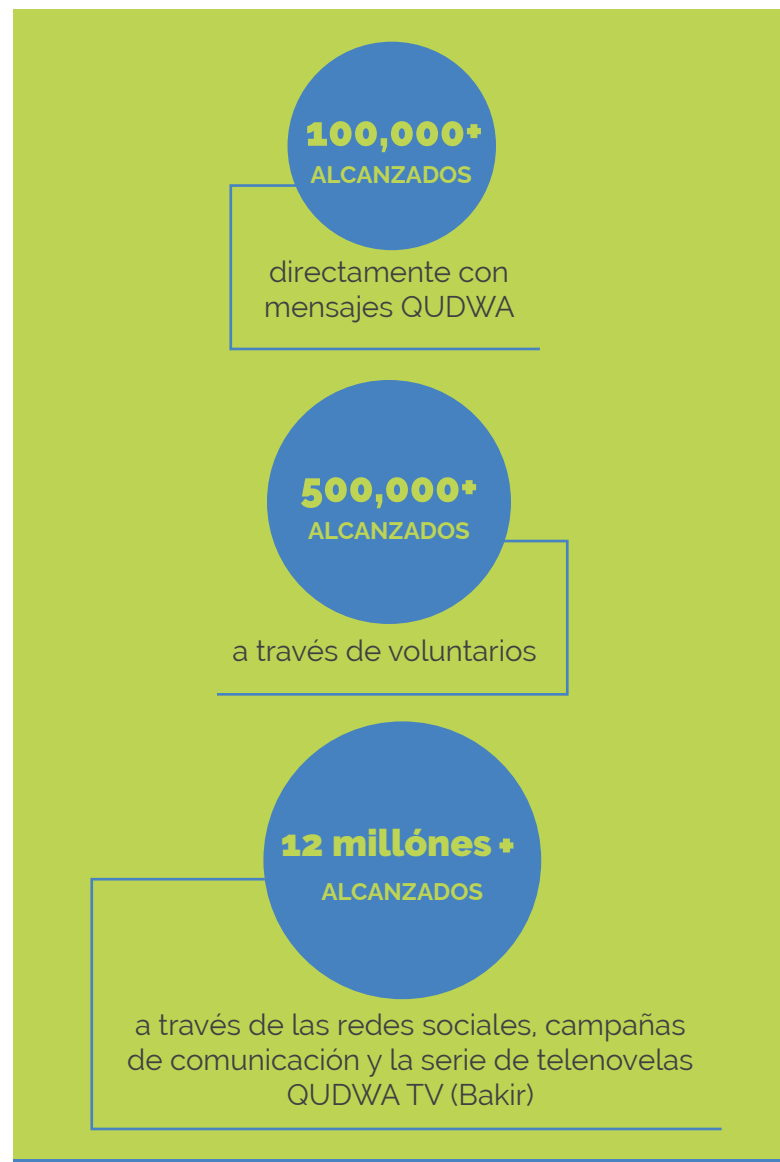 100,000+
ALCANZADOS
directamente con
mensajes QUDWA
500,000+
ALCANZADOS
a través de voluntarios
12 millónes +
ALCANZADOS
a través de las redes sociales, campañas
de comunicación y la serie de telenovelas
QUDWA TV (Bakir)